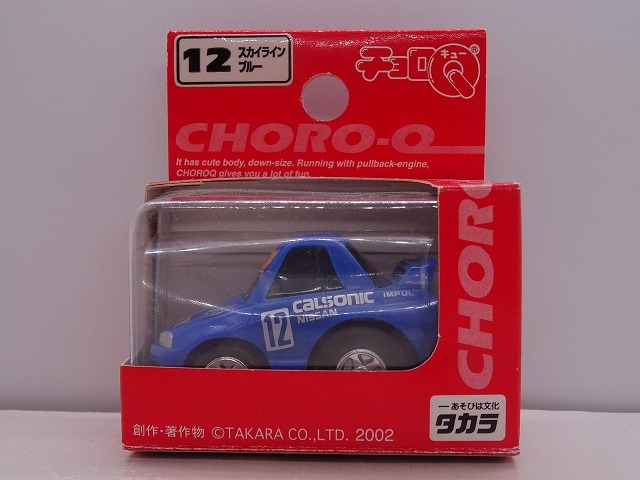 12 スカイライン
ブルー
チョロQ キュー ®
CHORO-Q
It has cute body, down-size. Running with pullback-engine,
CHOROQ gives you a lot of fun.
CHORO-Q
CALSONIC
NISSAN
12
IMPUL
あそびは文化
タカラ
創作・著作物 ©TAKARA CO.,LTD. 2002